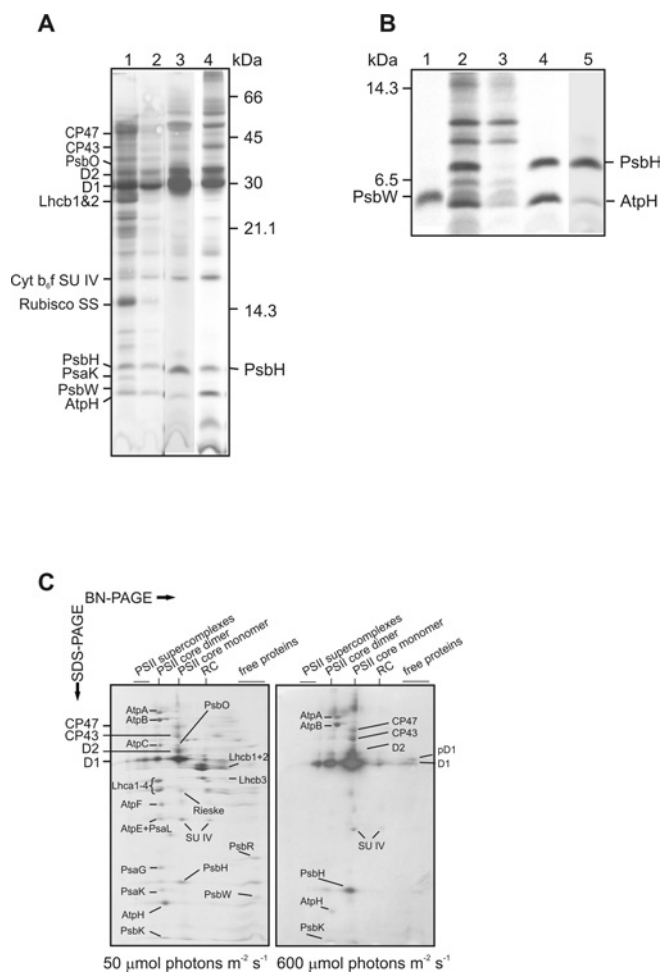 A
1 2 3 4 kDa
66
CP47
45
CP43
PsbO
D2
D1
30
Lhcb1&2
21.1
Cyt b₆f SU IV
Rubisco SS
14.3
PsbH
PsbH
PsaK
PsbW
AtpH
B
1 2 3 4 5
14.3
PsbH
6.5
PsbW
AtpH
C
BN-PAGE
SDS-PAGE
PSII supercomplexes
PSII core dimer
PSII core monomer
RC
free proteins
AtpA
AtpB
PsbO
CP47
CP43
AtpC
D2
D1
Lhcb1+2
Lhcb3
Lhca1-4
Rieske
AtpF
AtpE+PsaL
SU IV
PsbR
PsaG
PsbH
PsaK
PsbW
AtpH
PsbK
50 µmol photons m⁻² s⁻¹
PSII supercomplexes
PSII core dimer
PSII core monomer
RC
free proteins
AtpA
AtpB
CP47
CP43
D2
pD1
D1
SU IV
PsbH
AtpH
PsbK
600 µmol photons m⁻² s⁻¹